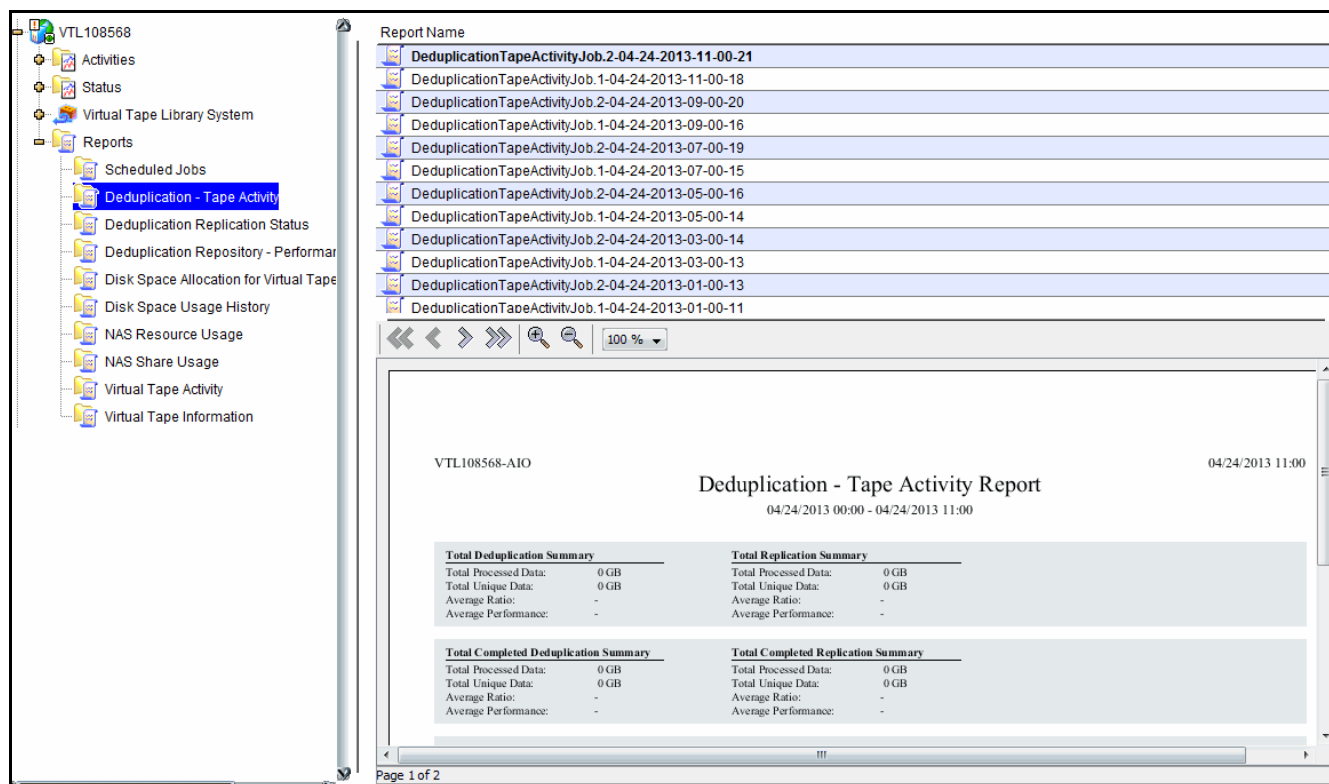 VTL108568
Activities
Status
Virtual Tape Library System
Reports
Scheduled Jobs
Deduplication - Tape Activity
Deduplication Replication Status
Deduplication Repository - Performar
Disk Space Allocation for Virtual Tape
Disk Space Usage History
NAS Resource Usage
NAS Share Usage
Virtual Tape Activity
Virtual Tape Information
Report Name
DeduplicationTapeActivityJob.2-04-24-2013-11-00-21
DeduplicationTapeActivityJob.1-04-24-2013-11-00-18
DeduplicationTapeActivityJob.2-04-24-2013-09-00-20
DeduplicationTapeActivityJob.1-04-24-2013-09-00-16
DeduplicationTapeActivityJob.2-04-24-2013-07-00-19
DeduplicationTapeActivityJob.1-04-24-2013-07-00-15
DeduplicationTapeActivityJob.2-04-24-2013-05-00-16
DeduplicationTapeActivityJob.1-04-24-2013-05-00-14
DeduplicationTapeActivityJob.2-04-24-2013-03-00-14
DeduplicationTapeActivityJob.1-04-24-2013-03-00-13
DeduplicationTapeActivityJob.2-04-24-2013-01-00-13
DeduplicationTapeActivityJob.1-04-24-2013-01-00-11
100 %
VTL108568-AIO 04/24/2013 11:00
Deduplication - Tape Activity Report
04/24/2013 00:00 - 04/24/2013 11:00
Total Deduplication Summary Total Replication Summary
Total Processed Data: 0 GB Total Processed Data: 0 GB
Total Unique Data: 0 GB Total Unique Data: 0 GB
Average Ratio: - Average Ratio: -
Average Performance: - Average Performance: -
Total Completed Deduplication Summary Total Completed Replication Summary
Total Processed Data: 0 GB Total Processed Data: 0 GB
Total Unique Data: 0 GB Total Unique Data: 0 GB
Average Ratio: - Average Ratio: -
Average Performance: - Average Performance: -
Page 1 of 2